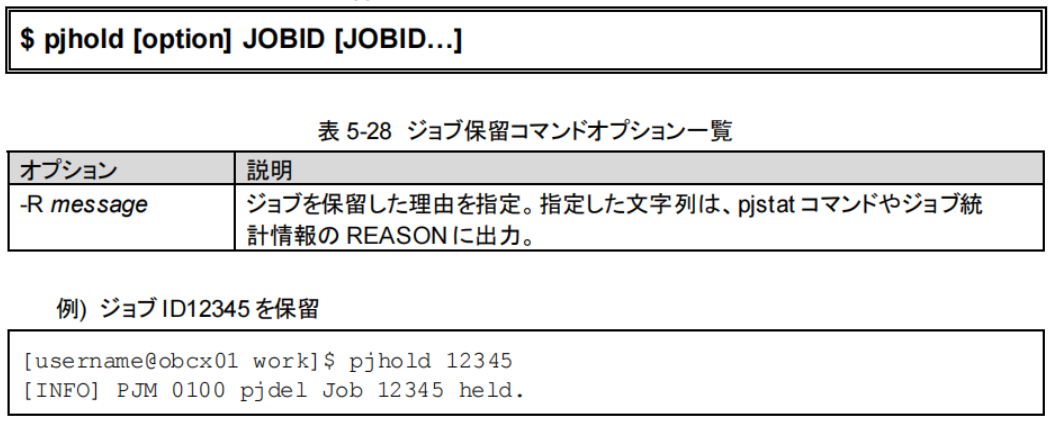 $ pjhold [option] JOBID [JOBID…]
表 5-28 ジョブ保留コマンドオプション一覧
オプション 説明
-R message ジョブを保留した理由を指定。指定した文字列は、pjstat コマンドやジョブ統
計情報の REASON に出力。
例) ジョブ ID12345 を保留
[username@obcx01 work]$ pjhold 12345
[INFO] PJM 0100 pjdel Job 12345 held.